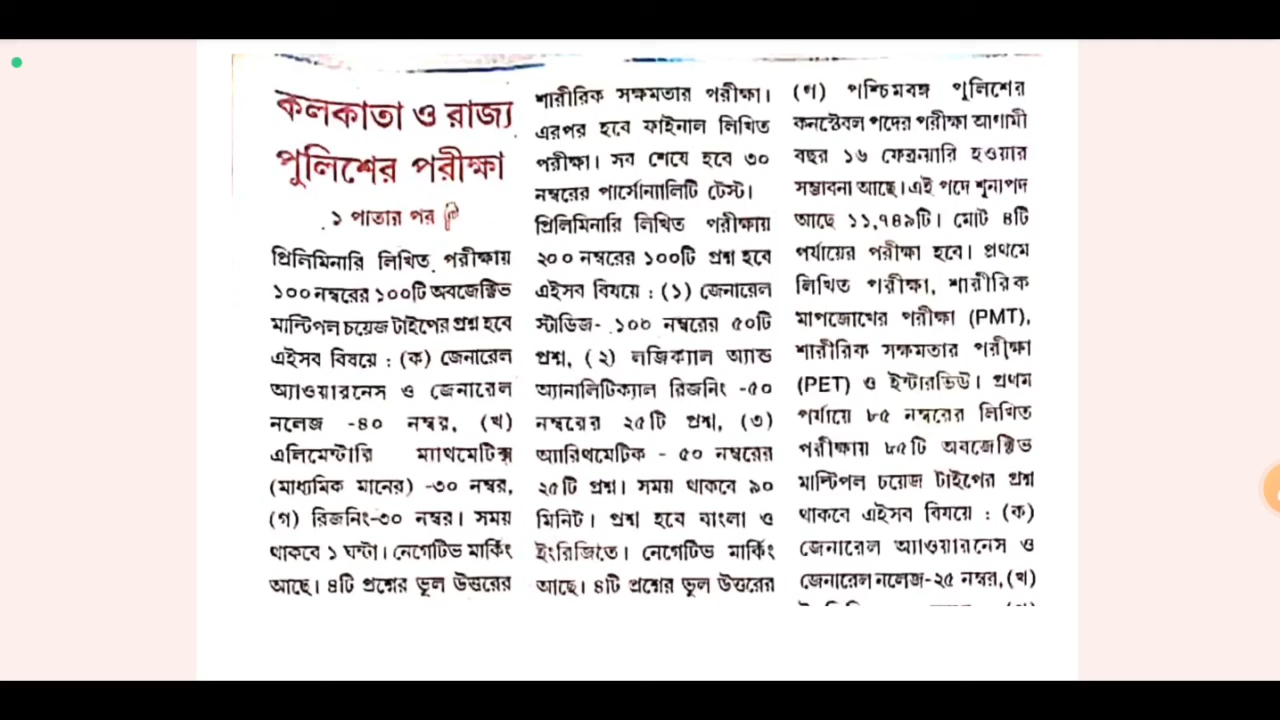 কলকাতা ও রাজ্য
পুলিশের পরীক্ষা
১ পাতার পর
প্রিলিমিনারি লিখিত পরীক্ষায়
১০০ নম্বরের ১০০টি অবজেক্টিভ
মাল্টিপল চয়েজ টাইপের প্রশ্ন হবে
এইসব বিষয়ে : (ক) জেনারেল
অ্যাওয়ারনেস ও জেনারেল
নলেজ -৪০ নম্বর, (খ)
এলিমেন্টারি ম্যাথমেটিক্স
(মাধ্যমিক মানের) -৩০ নম্বর,
(গ) রিজনিং-৩০ নম্বর। সময়
থাকবে ১ ঘন্টা। নেগেটিভ মার্কিং
আছে। ৪টি প্রশ্নের ভুল উত্তরের
শারীরিক সক্ষমতার পরীক্ষা।
এরপর হবে ফাইনাল লিখিত
পরীক্ষা। সব শেষে হবে ৩০
নম্বরের পার্সোন্যালিটি টেস্ট।
প্রিলিমিনারি লিখিত পরীক্ষায়
২০০ নম্বরের ১০০টি প্রশ্ন হবে
এইসব বিষয়ে : (১) জেনারেল
স্টাডিজ- ১০০ নম্বরের ৫০টি
প্রশ্ন, (২) লজিক্যাল অ্যান্ড
অ্যানালিটিক্যাল রিজনিং -৫০
নম্বরের ২৫টি প্রশ্ন, (৩)
অ্যারিথমেটিক - ৫০ নম্বরের
২৫টি প্রশ্ন। সময় থাকবে ৯০
মিনিট। প্রশ্ন হবে বাংলা ও
ইংরিজিতে। নেগেটিভ মার্কিং
আছে। ৪টি প্রশ্নের ভুল উত্তরের
(গ) পশ্চিমবঙ্গ পুলিশের
কনস্টেবল পদের পরীক্ষা আগামী
বছর ১৬ ফেব্রুয়ারি হওয়ার
সম্ভাবনা আছে। এই পদে শূন্যপদ
আছে ১১,৭৪৯টি। মোট ৪টি
পর্যায়ের পরীক্ষা হবে। প্রথমে
লিখিত পরীক্ষা, শারীরিক
মাপজোখের পরীক্ষা (PMT),
শারীরিক সক্ষমতার পরীক্ষা
(PET) ও ইন্টারভিউ। প্রথম
পর্যায়ে ৮৫ নম্বরের লিখিত
পরীক্ষায় ৮৫টি অবজেক্টিভ
মাল্টিপল চয়েজ টাইপের প্রশ্ন
থাকবে এইসব বিষয়ে : (ক)
জেনারেল অ্যাওয়ারনেস ও
জেনারেল নলেজ-২৫ নম্বর, (খ)